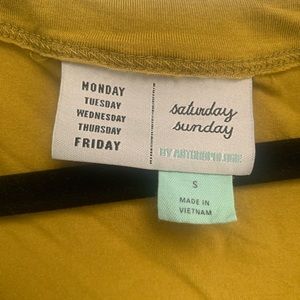 MONDAY
TUESDAY
WEDNESDAY
THURSDAY
FRIDAY
saturday
sunday
BY ANTHROPOLOGIE
S
MADE IN
VIETNAM